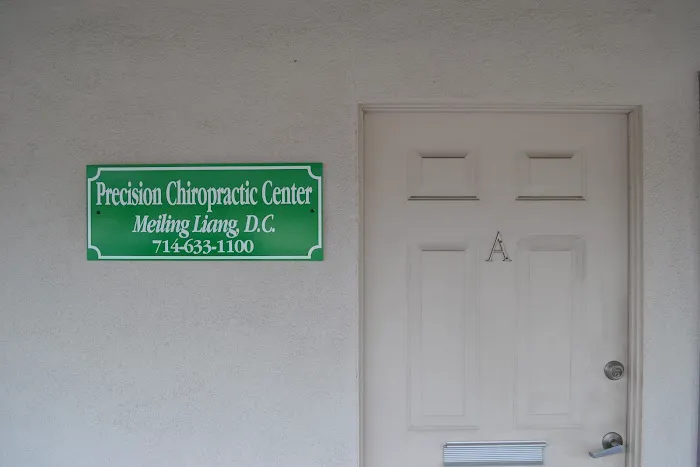 Precision Chiropractic Center
Meiling Liang, D.C.
714-633-1100
A